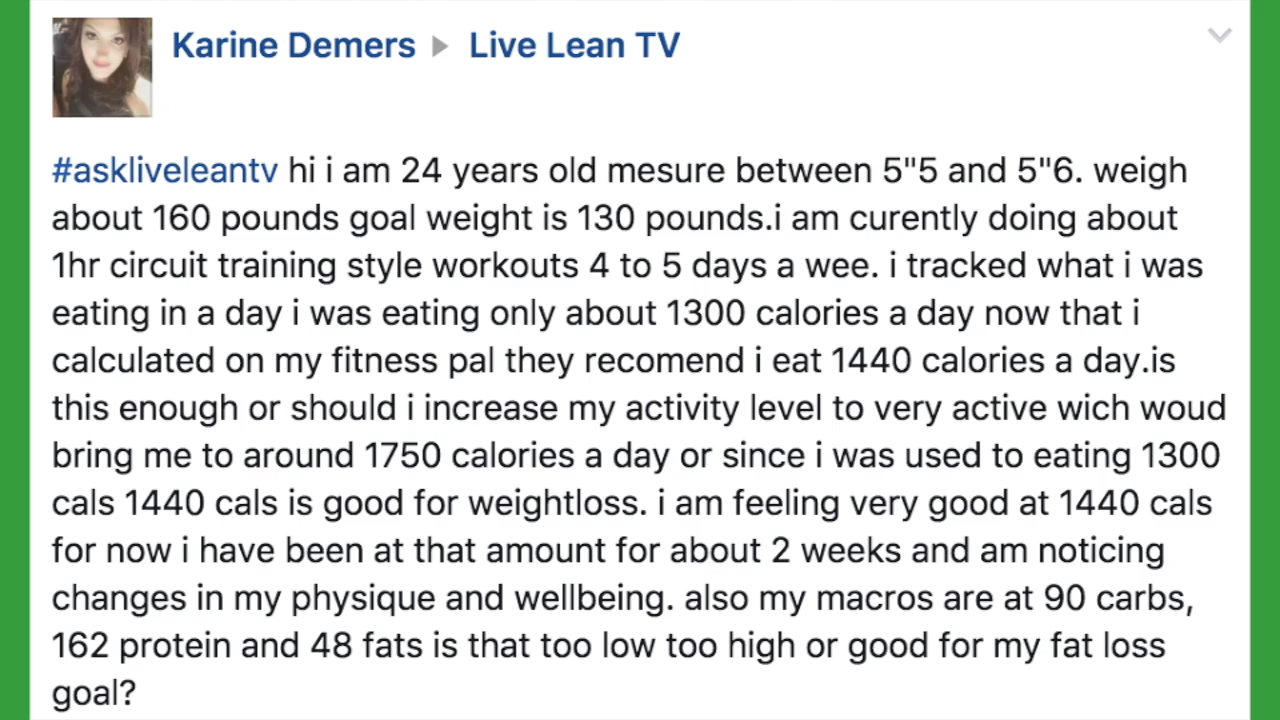 Karine Demers ▶ Live Lean TV
#askliveleantv hi i am 24 years old mesure between 5"5 and 5"6. weigh
about 160 pounds goal weight is 130 pounds.i am curently doing about
1hr circuit training style workouts 4 to 5 days a wee. i tracked what i was
eating in a day i was eating only about 1300 calories a day now that i
calculated on my fitness pal they recomend i eat 1440 calories a day.is
this enough or should i increase my activity level to very active wich woud
bring me to around 1750 calories a day or since i was used to eating 1300
cals 1440 cals is good for weightloss. i am feeling very good at 1440 cals
for now i have been at that amount for about 2 weeks and am noticing
changes in my physique and wellbeing. also my macros are at 90 carbs,
162 protein and 48 fats is that too low too high or good for my fat loss
goal?